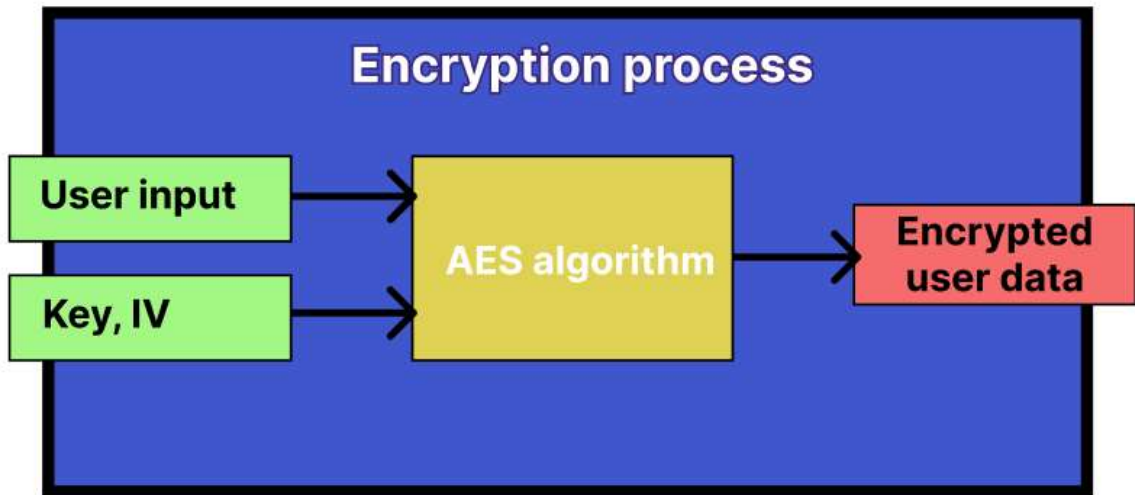 Encryption process
User input
Key, IV
AES algorithm
Encrypted
user data